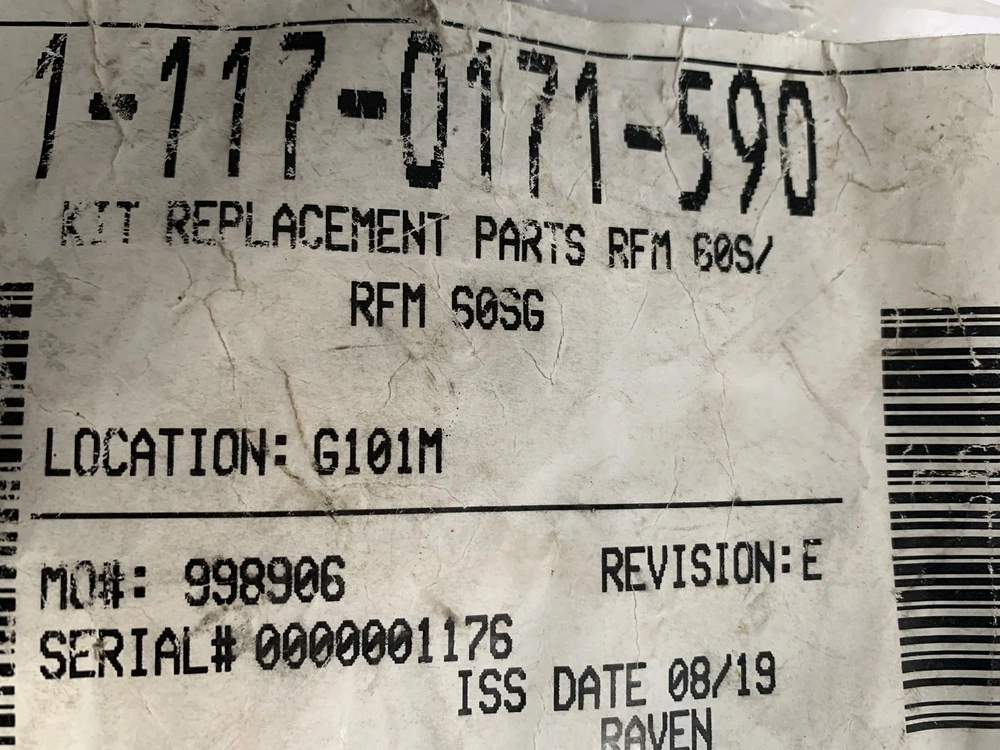 1-117-0171-590
KIT REPLACEMENT PARTS RFM 60S/
RFM 60SG
LOCATION: G101M
MO#: 998906
REVISION: E
SERIAL# 0000001176
ISS DATE 08/19
RAVEN